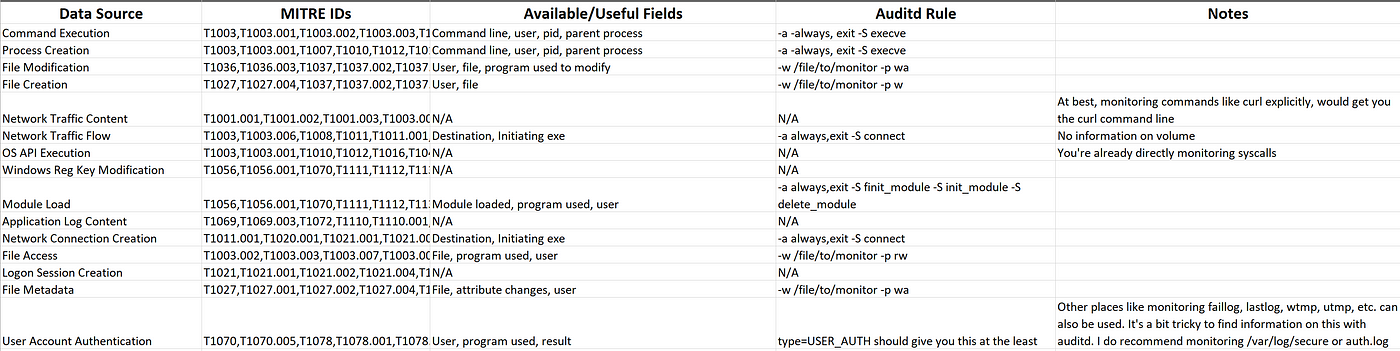 Data Source MITRE IDs Available/Useful Fields Auditd Rule Notes
Command Execution T1003,T1003.001,T1003.002,T1003.003,T1 Command line, user, pid, parent process -a -always, exit -S execve
Process Creation T1003,T1003.001,T1007,T1010,T1012,T10 Command line, user, pid, parent process -a -always, exit -S execve
File Modification T1036,T1036.003,T1037,T1037.002,T1037 User, file, program used to modify -w /file/to/monitor -p wa
File Creation T1027,T1027.004,T1037,T1037.002,T1037 User, file -w /file/to/monitor -p w
At best, monitoring commands like curl explicitly, would get you
Network Traffic Content T1001.001,T1001.002,T1001.003,T1003.00 N/A N/A the curl command line
Network Traffic Flow T1003,T1003.006,T1008,T1011,T1011.001 Destination, Initiating exe -a always,exit -S connect No information on volume
OS API Execution T1003,T1003.001,T1010,T1012,T1016,T10 N/A N/A You're already directly monitoring syscalls
Windows Reg Key Modification T1056,T1056.001,T1070,T1111,T1112,T11 N/A N/A
-a always,exit -S finit_module -S init_module -S
Module Load T1056,T1056.001,T1070,T1111,T1112,T11 Module loaded, program used, user delete_module
Application Log Content T1069,T1069.003,T1072,T1110,T1110.001 N/A N/A
Network Connection Creation T1011.001,T1020.001,T1021.001,T1021.00 Destination, Initiating exe -a always,exit -S connect
File Access T1003.002,T1003.003,T1003.007,T1003.00 File, program used, user -w /file/to/monitor -p rw
Logon Session Creation T1021,T1021.001,T1021.002,T1021.004,T1 N/A N/A
File Metadata T1027,T1027.001,T1027.002,T1027.004,T1 File, attribute changes, user -w /file/to/monitor -p wa
Other places like monitoring faillog, lastlog, wtmp, utmp, etc. can
also be used. It's a bit tricky to find information on this with
User Account Authentication T1070,T1070.005,T1078,T1078.001,T1078 User, program used, result type=USER_AUTH should give you this at the least auditd. I do recommend monitoring /var/log/secure or auth.log